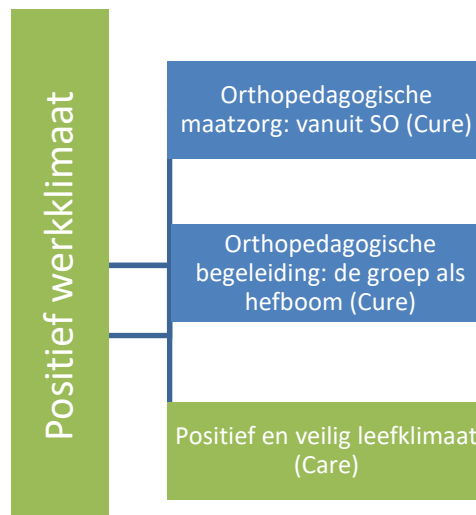 Positief werkklimaat
Orthopedagogische
maatzorg: vanuit SO (Cure)
Orthopedagogische
begeleiding: de groep als
hefboom (Cure)
Positief en veilig leefklimaat
(Care)